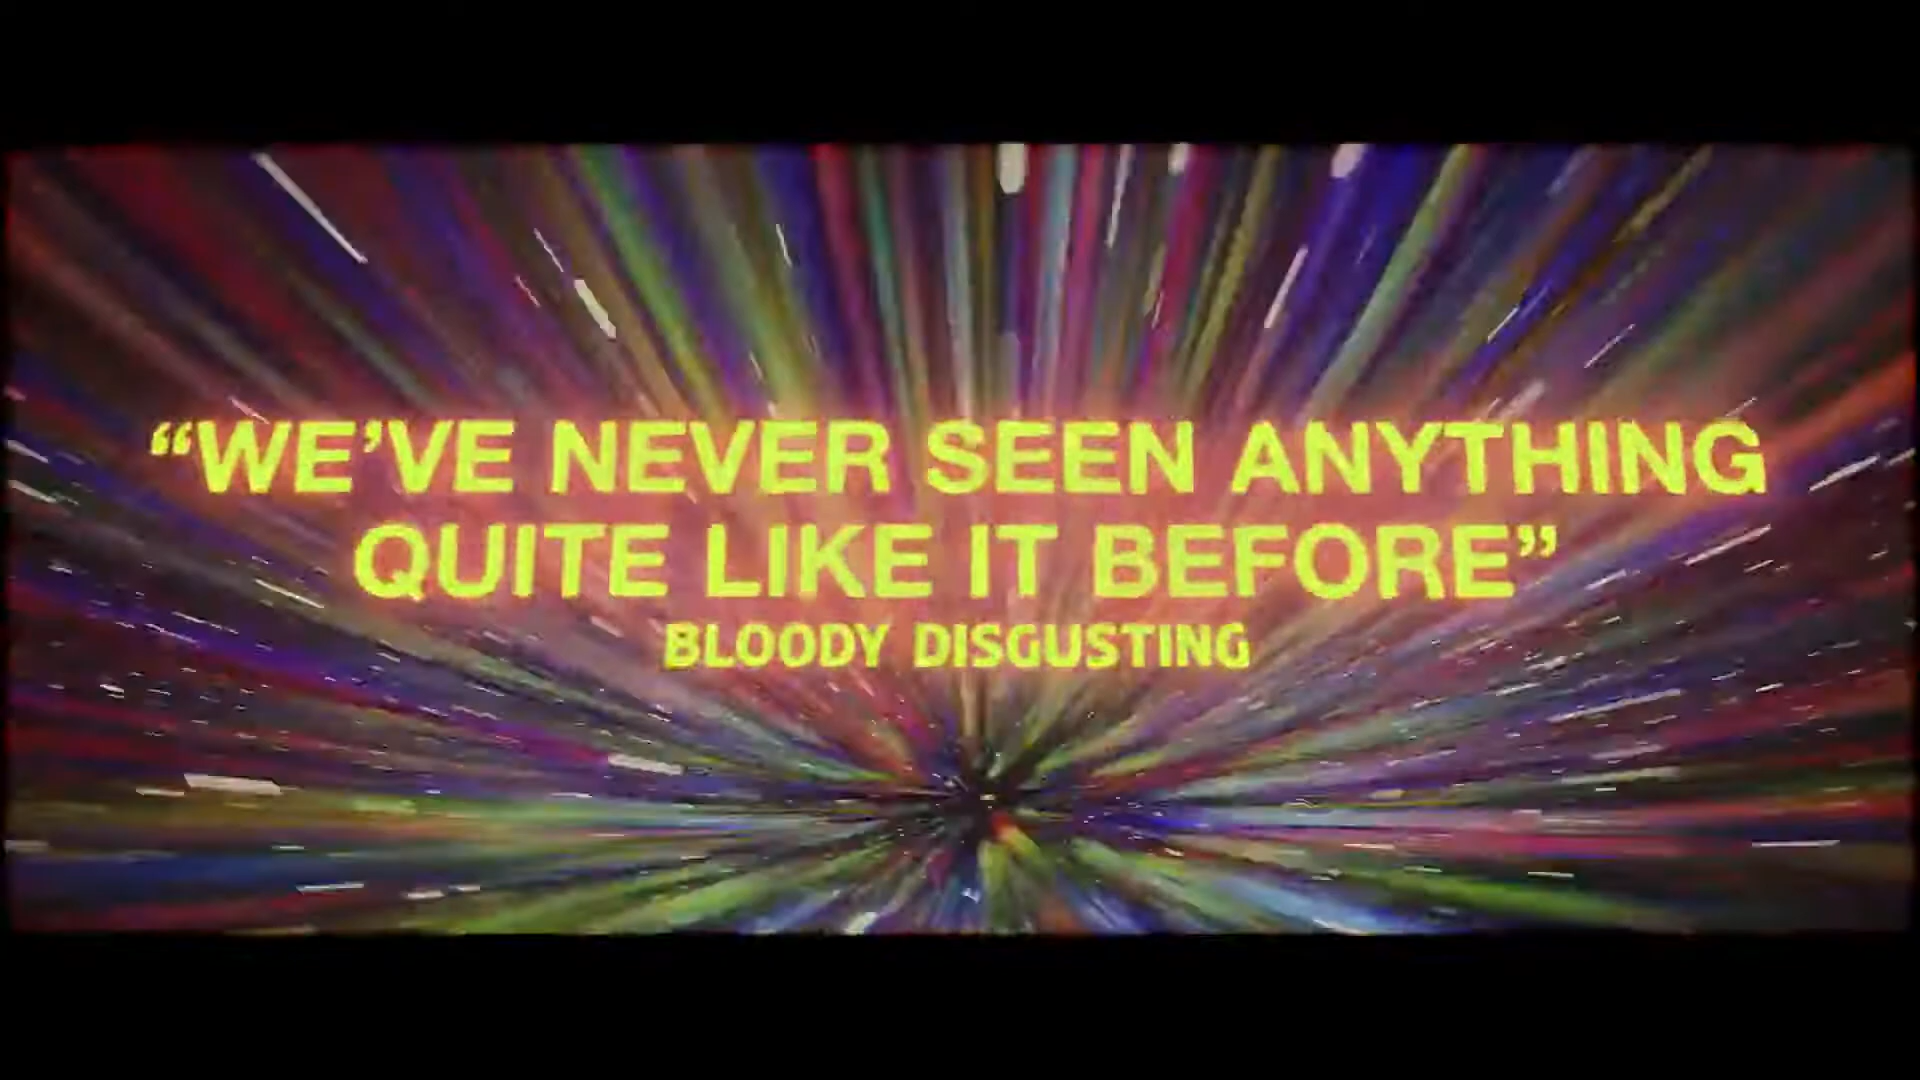 “WE’VE NEVER SEEN ANYTHING
QUITE LIKE IT BEFORE”
BLOODY DISGUSTING